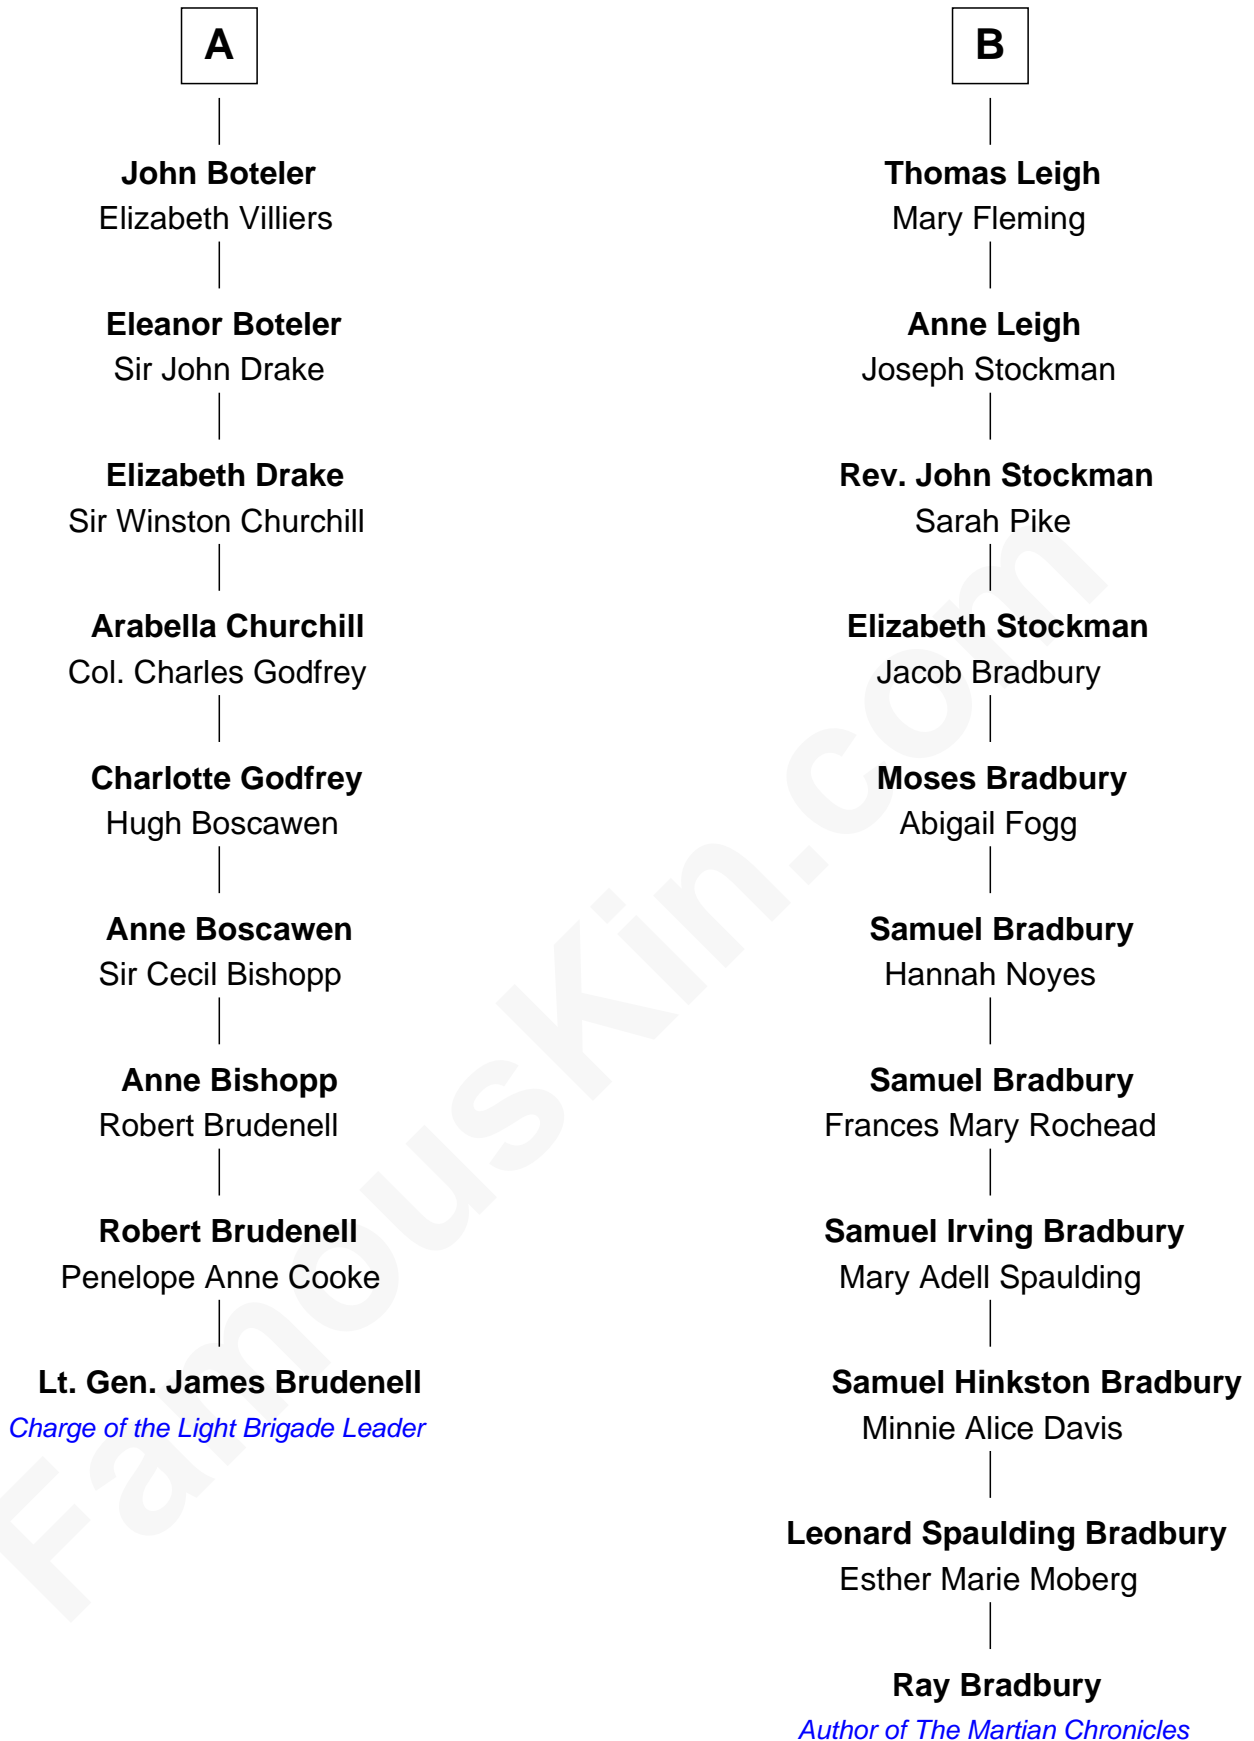 A
John Boteler
Elizabeth Villiers
Eleanor Boteler
Sir John Drake
Elizabeth Drake
Sir Winston Churchill
Arabella Churchill
Col. Charles Godfrey
Charlotte Godfrey
Hugh Boscawen
Anne Boscawen
Sir Cecil Bishopp
Anne Bishopp
Robert Brudenell
Robert Brudenell
Penelope Anne Cooke
Lt. Gen. James Brudenell
Charge of the Light Brigade Leader
B
Thomas Leigh
Mary Fleming
Anne Leigh
Joseph Stockman
Rev. John Stockman
Sarah Pike
Elizabeth Stockman
Jacob Bradbury
Moses Bradbury
Abigail Fogg
Samuel Bradbury
Hannah Noyes
Samuel Bradbury
Frances Mary Rochead
Samuel Irving Bradbury
Mary Adell Spaulding
Samuel Hinkston Bradbury
Minnie Alice Davis
Leonard Spaulding Bradbury
Esther Marie Moberg
Ray Bradbury
Author of The Martian Chronicles
FamousKin.com